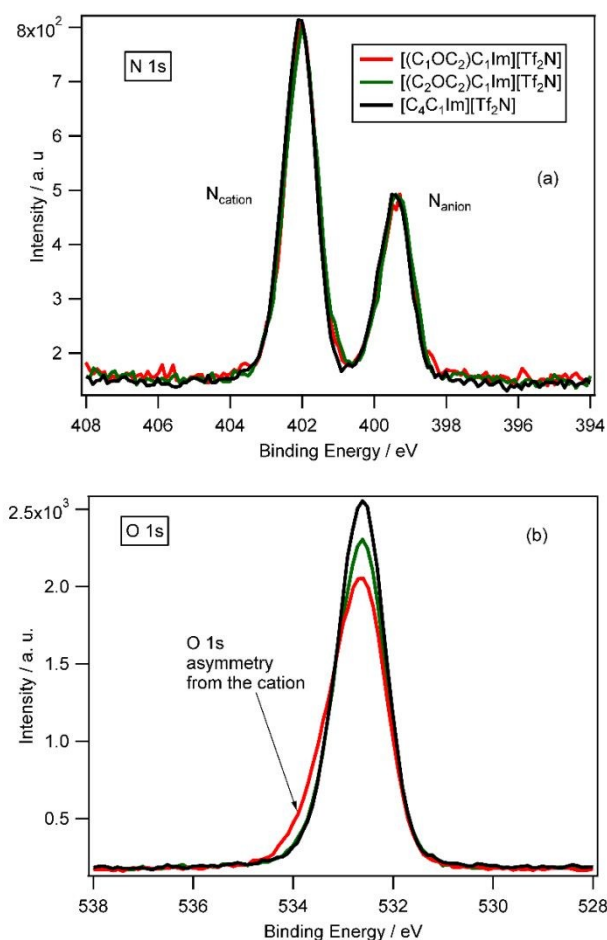 8x10²
N 1s
[(C₁OC₂)C₁Im][Tf₂N]
[(C₂OC₂)C₁Im][Tf₂N]
[C₄C₁Im][Tf₂N]
7
6
5
4
3
2
Intensity / a. u
(a)
N_cation
N_anion
408 406 404 402 400 398 396 394
Binding Energy / eV
2.5x10³
2.0
1.5
1.0
0.5
Intensity / a. u.
O 1s
(b)
O 1s
asymmetry
from the cation
538 536 534 532 530 528
Binding Energy / eV